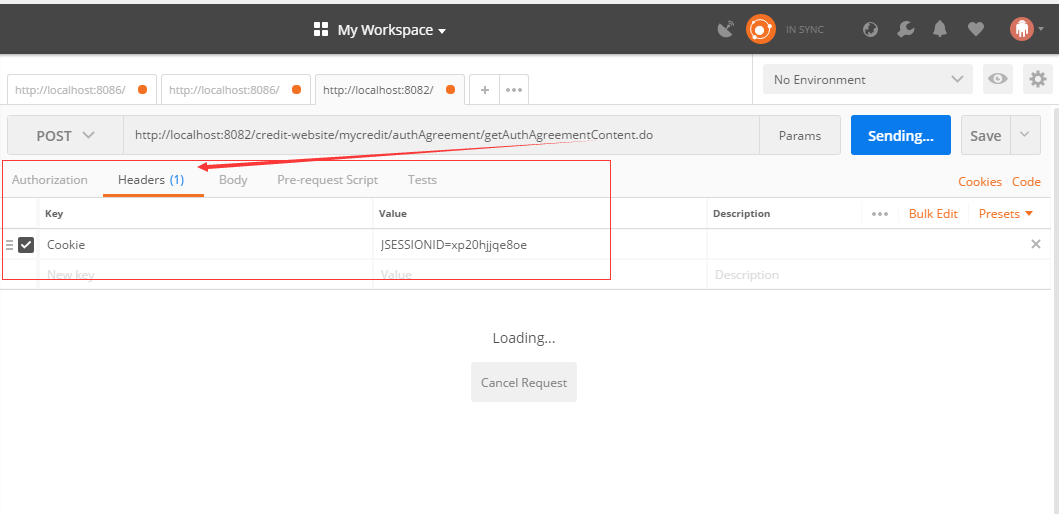 My Workspace
IN SYNC
http://localhost:8086/ http://localhost:8086/ http://localhost:8082/ + ••• No Environment
POST http://localhost:8082/credit-website/mycredit/authAgreement/getAuthAgreementContent.do Params Sending... Save
Authorization Headers (1) Body Pre-request Script Tests Cookies Code
Key Value Description ••• Bulk Edit Presets
Cookie JSESSIONID=xp20hjjqe8oe
New key Value Description
Loading...
Cancel Request